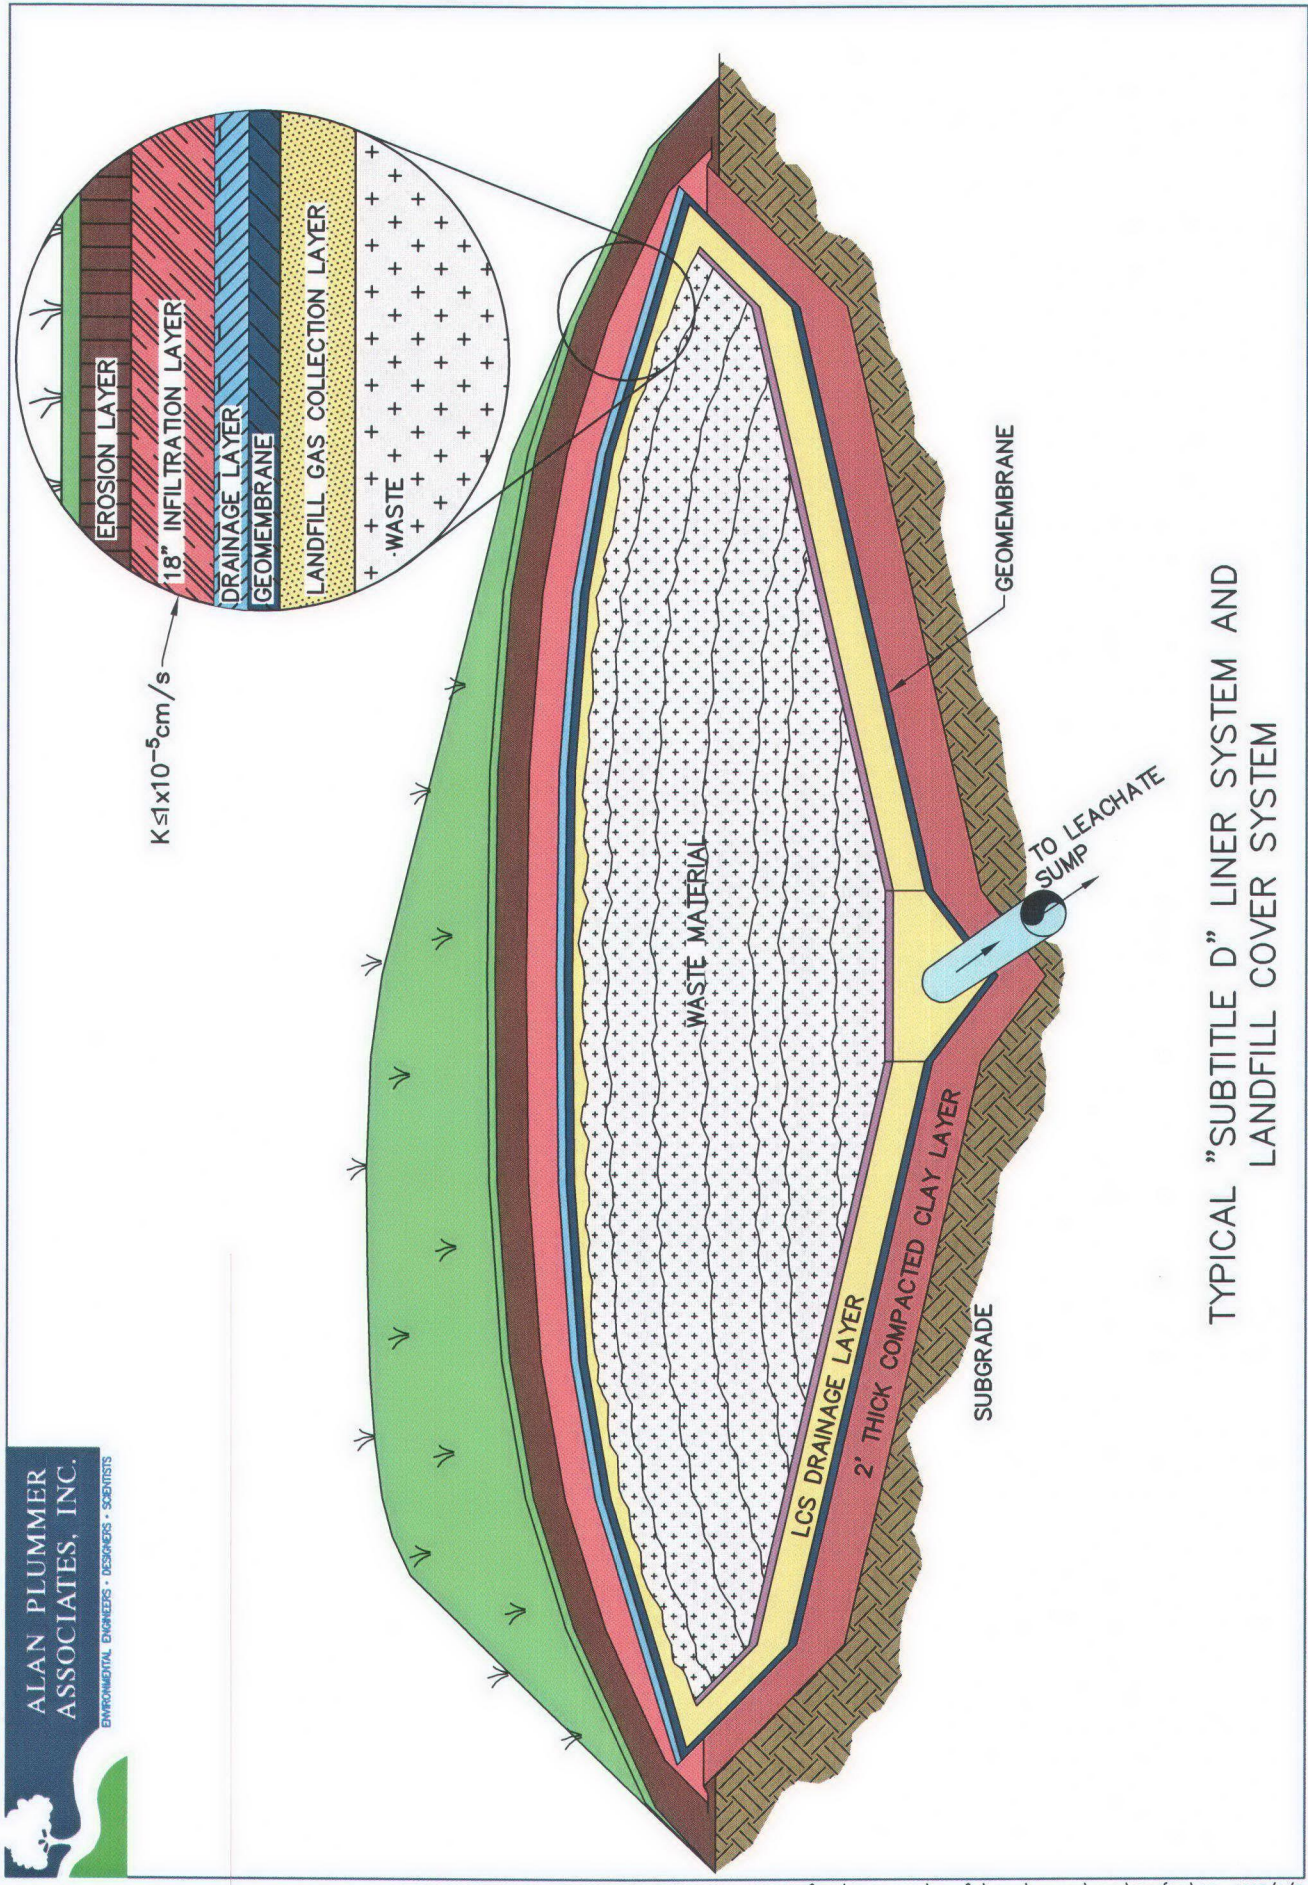 ALAN PLUMMER
ASSOCIATES, INC.
ENVIRONMENTAL ENGINEERS • DESIGNERS • SCIENTISTS
K≤1x10⁻⁵cm/s
EROSION LAYER
18" INFILTRATION LAYER
DRAINAGE LAYER
GEOMEMBRANE
LANDFILL GAS COLLECTION LAYER
WASTE
WASTE MATERIAL
LCS DRAINAGE LAYER
2' THICK COMPACTED CLAY LAYER
SUBGRADE
TO LEACHATE
SUMP
GEOMEMBRANE
TYPICAL "SUBTITLE D" LINER SYSTEM AND
LANDFILL COVER SYSTEM